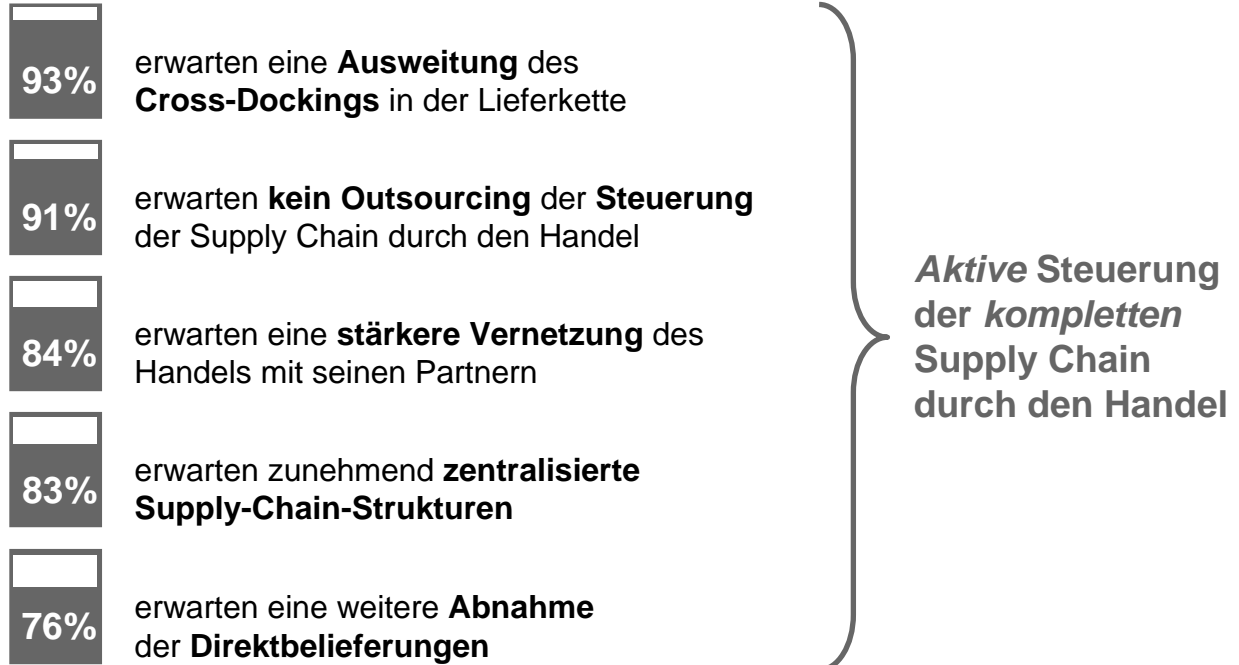 93%
erwarten eine Ausweitung des
Cross-Dockings in der Lieferkette
91%
erwarten kein Outsourcing der Steuerung
der Supply Chain durch den Handel
84%
erwarten eine stärkere Vernetzung des
Handels mit seinen Partnern
83%
erwarten zunehmend zentralisierte
Supply-Chain-Strukturen
76%
erwarten eine weitere Abnahme
der Direktbelieferungen
Aktive Steuerung
der kompletten
Supply Chain
durch den Handel